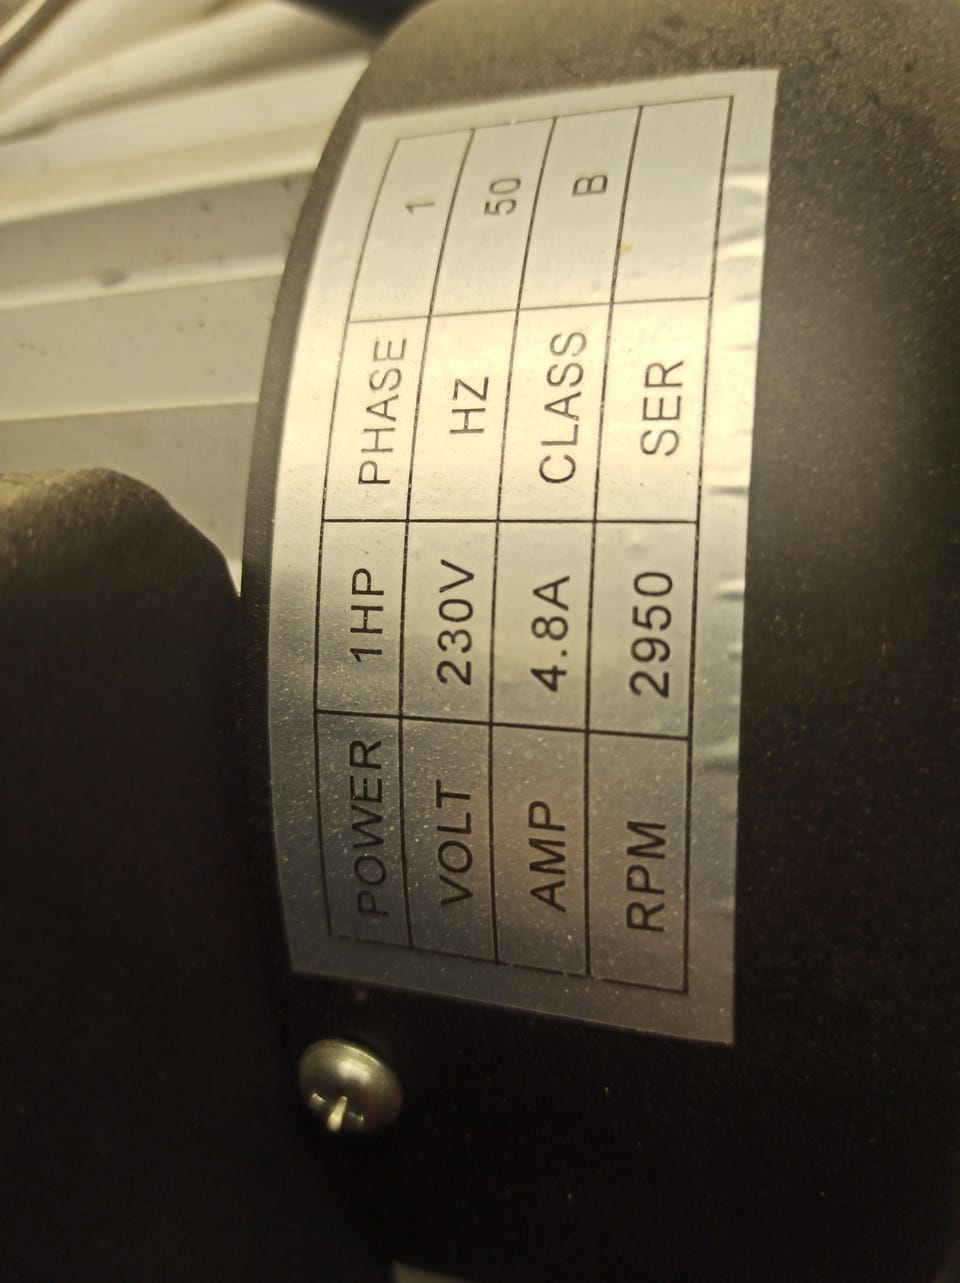 POWER 1HP PHASE 1
VOLT 230V HZ 50
AMP 4.8A CLASS B
RPM 2950 SER